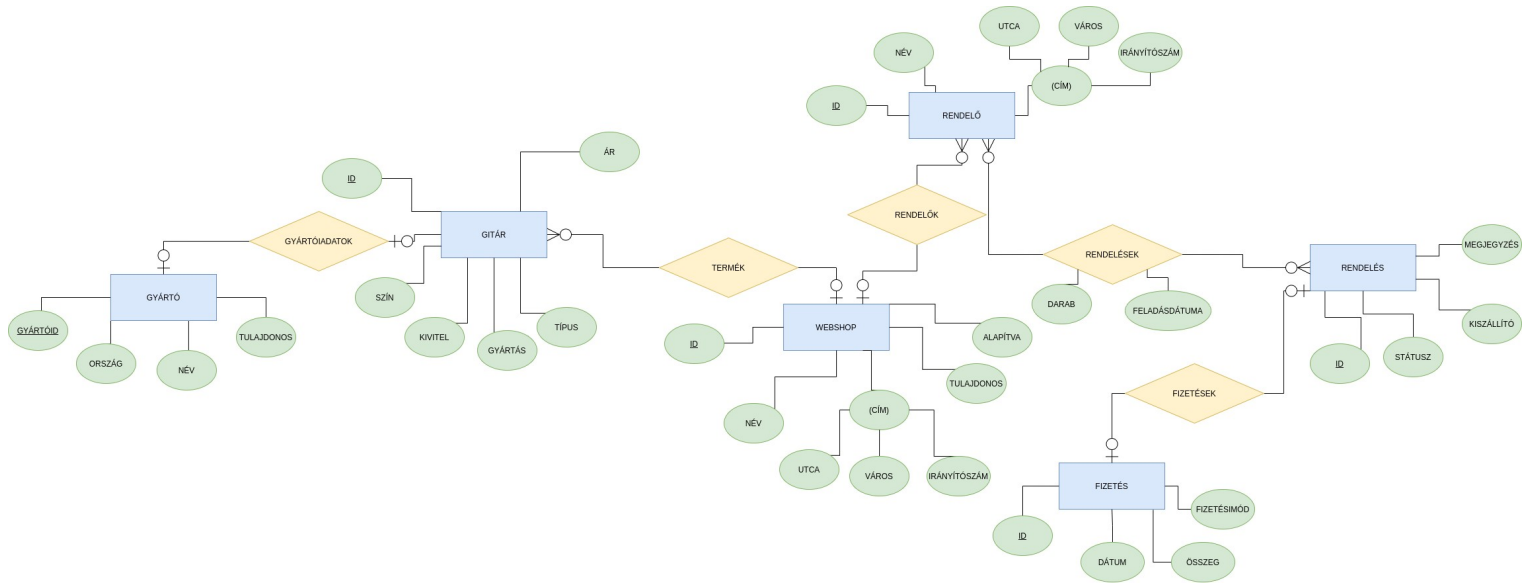 UTCA
VÁROS
NÉV
IRÁNYÍTÓSZÁM
(CÍM)
ID
RENDELŐ
ÁR
ID
RENDELŐK
GITÁR
GYÁRTÓIADATOK
MEGJEGYZÉS
RENDELÉSEK
TERMÉK
RENDELÉS
SZÍN
GYÁRTÓ
DARAB
FELADÁSDÁTUMA
KISZÁLLÍTÓ
GYÁRTÓID
TULAJDONOS
KIVITEL
TÍPUS
WEBSHOP
ALAPÍTVA
ID
GYÁRTÁS
ORSZÁG
NÉV
ID
STÁTUSZ
TULAJDONOS
FIZETÉSEK
NÉV
(CÍM)
UTCA
VÁROS
IRÁNYÍTÓSZÁM
FIZETÉS
FIZETÉSIMÓD
ID
DÁTUM
ÖSSZEG